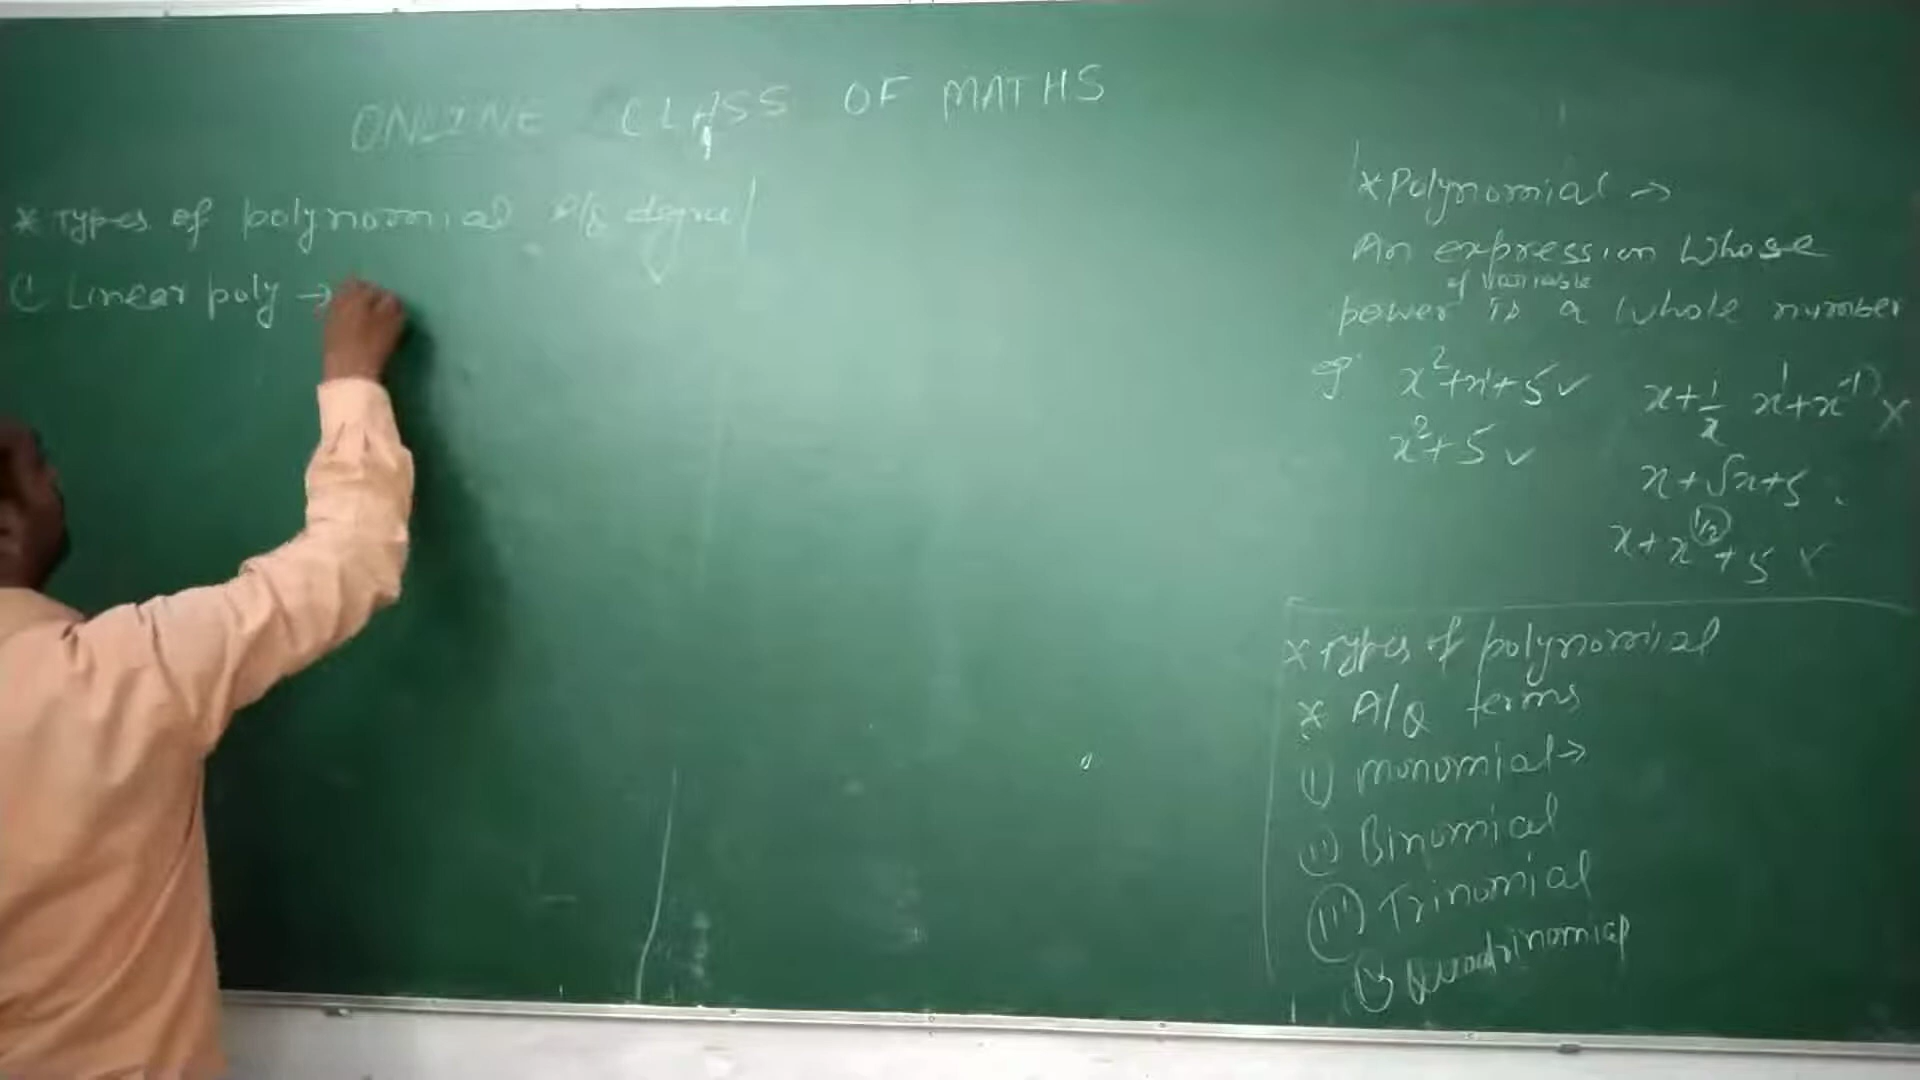 ONLINE CLASS OF MATHS
* Types of polynomial A/Q degree
(i Linear poly →
* Polynomial →
An expression whose
of variable
power is a whole number
eg x²+x¹+5 ✓ x+1/x x¹+x⁻¹) ×
x²+5 ✓
x+√x+5
x+x^(1/2)+5 ×
* Types of polynomial
* A/Q terms
(i) monomial →
(ii) Binomial
(iii) Trinomial
iv) Quadrinomial